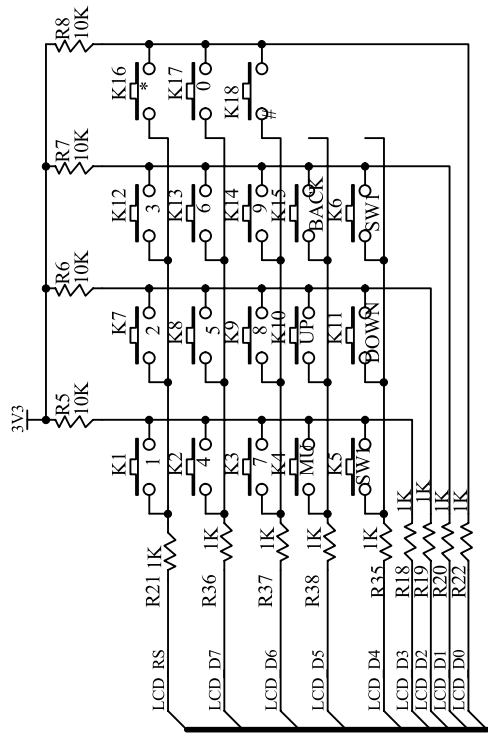 3V3
R5
10K
R6
10K
R7
10K
R8
10K
K1
1
K2
4
K3
7
K4
MU
K5
SW1
K7
2
K8
5
K9
8
K10
UP
K11
DOWN
K12
3
K13
6
K14
9
K15
BACK
K6
SW1
K16
*
K17
0
K18
#
R21
1K
R36
1K
R37
1K
R38
1K
R35
1K
R18
1K
R19
1K
R20
1K
R22
1K
LCD RS
LCD D7
LCD D6
LCD D5
LCD D4
LCD D3
LCD D2
LCD D1
LCD D0